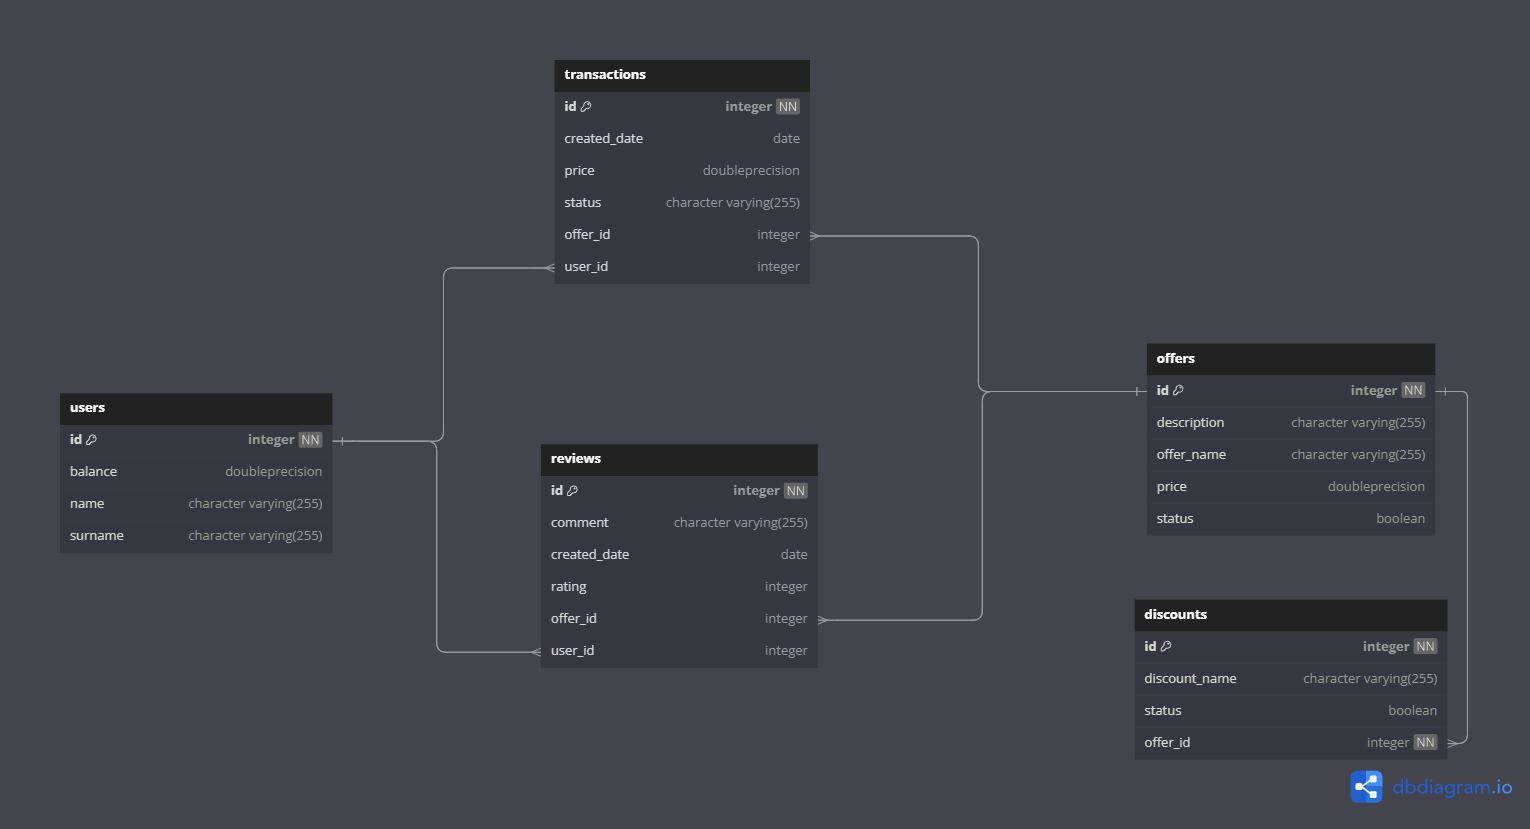 transactions
id integer NN
created_date date
price doubleprecision
status character varying(255)
offer_id integer
user_id integer
users
id integer NN
balance doubleprecision
name character varying(255)
surname character varying(255)
reviews
id integer NN
comment character varying(255)
created_date date
rating integer
offer_id integer
user_id integer
offers
id integer NN
description character varying(255)
offer_name character varying(255)
price doubleprecision
status boolean
discounts
id integer NN
discount_name character varying(255)
status boolean
offer_id integer NN
dbdiagram.io